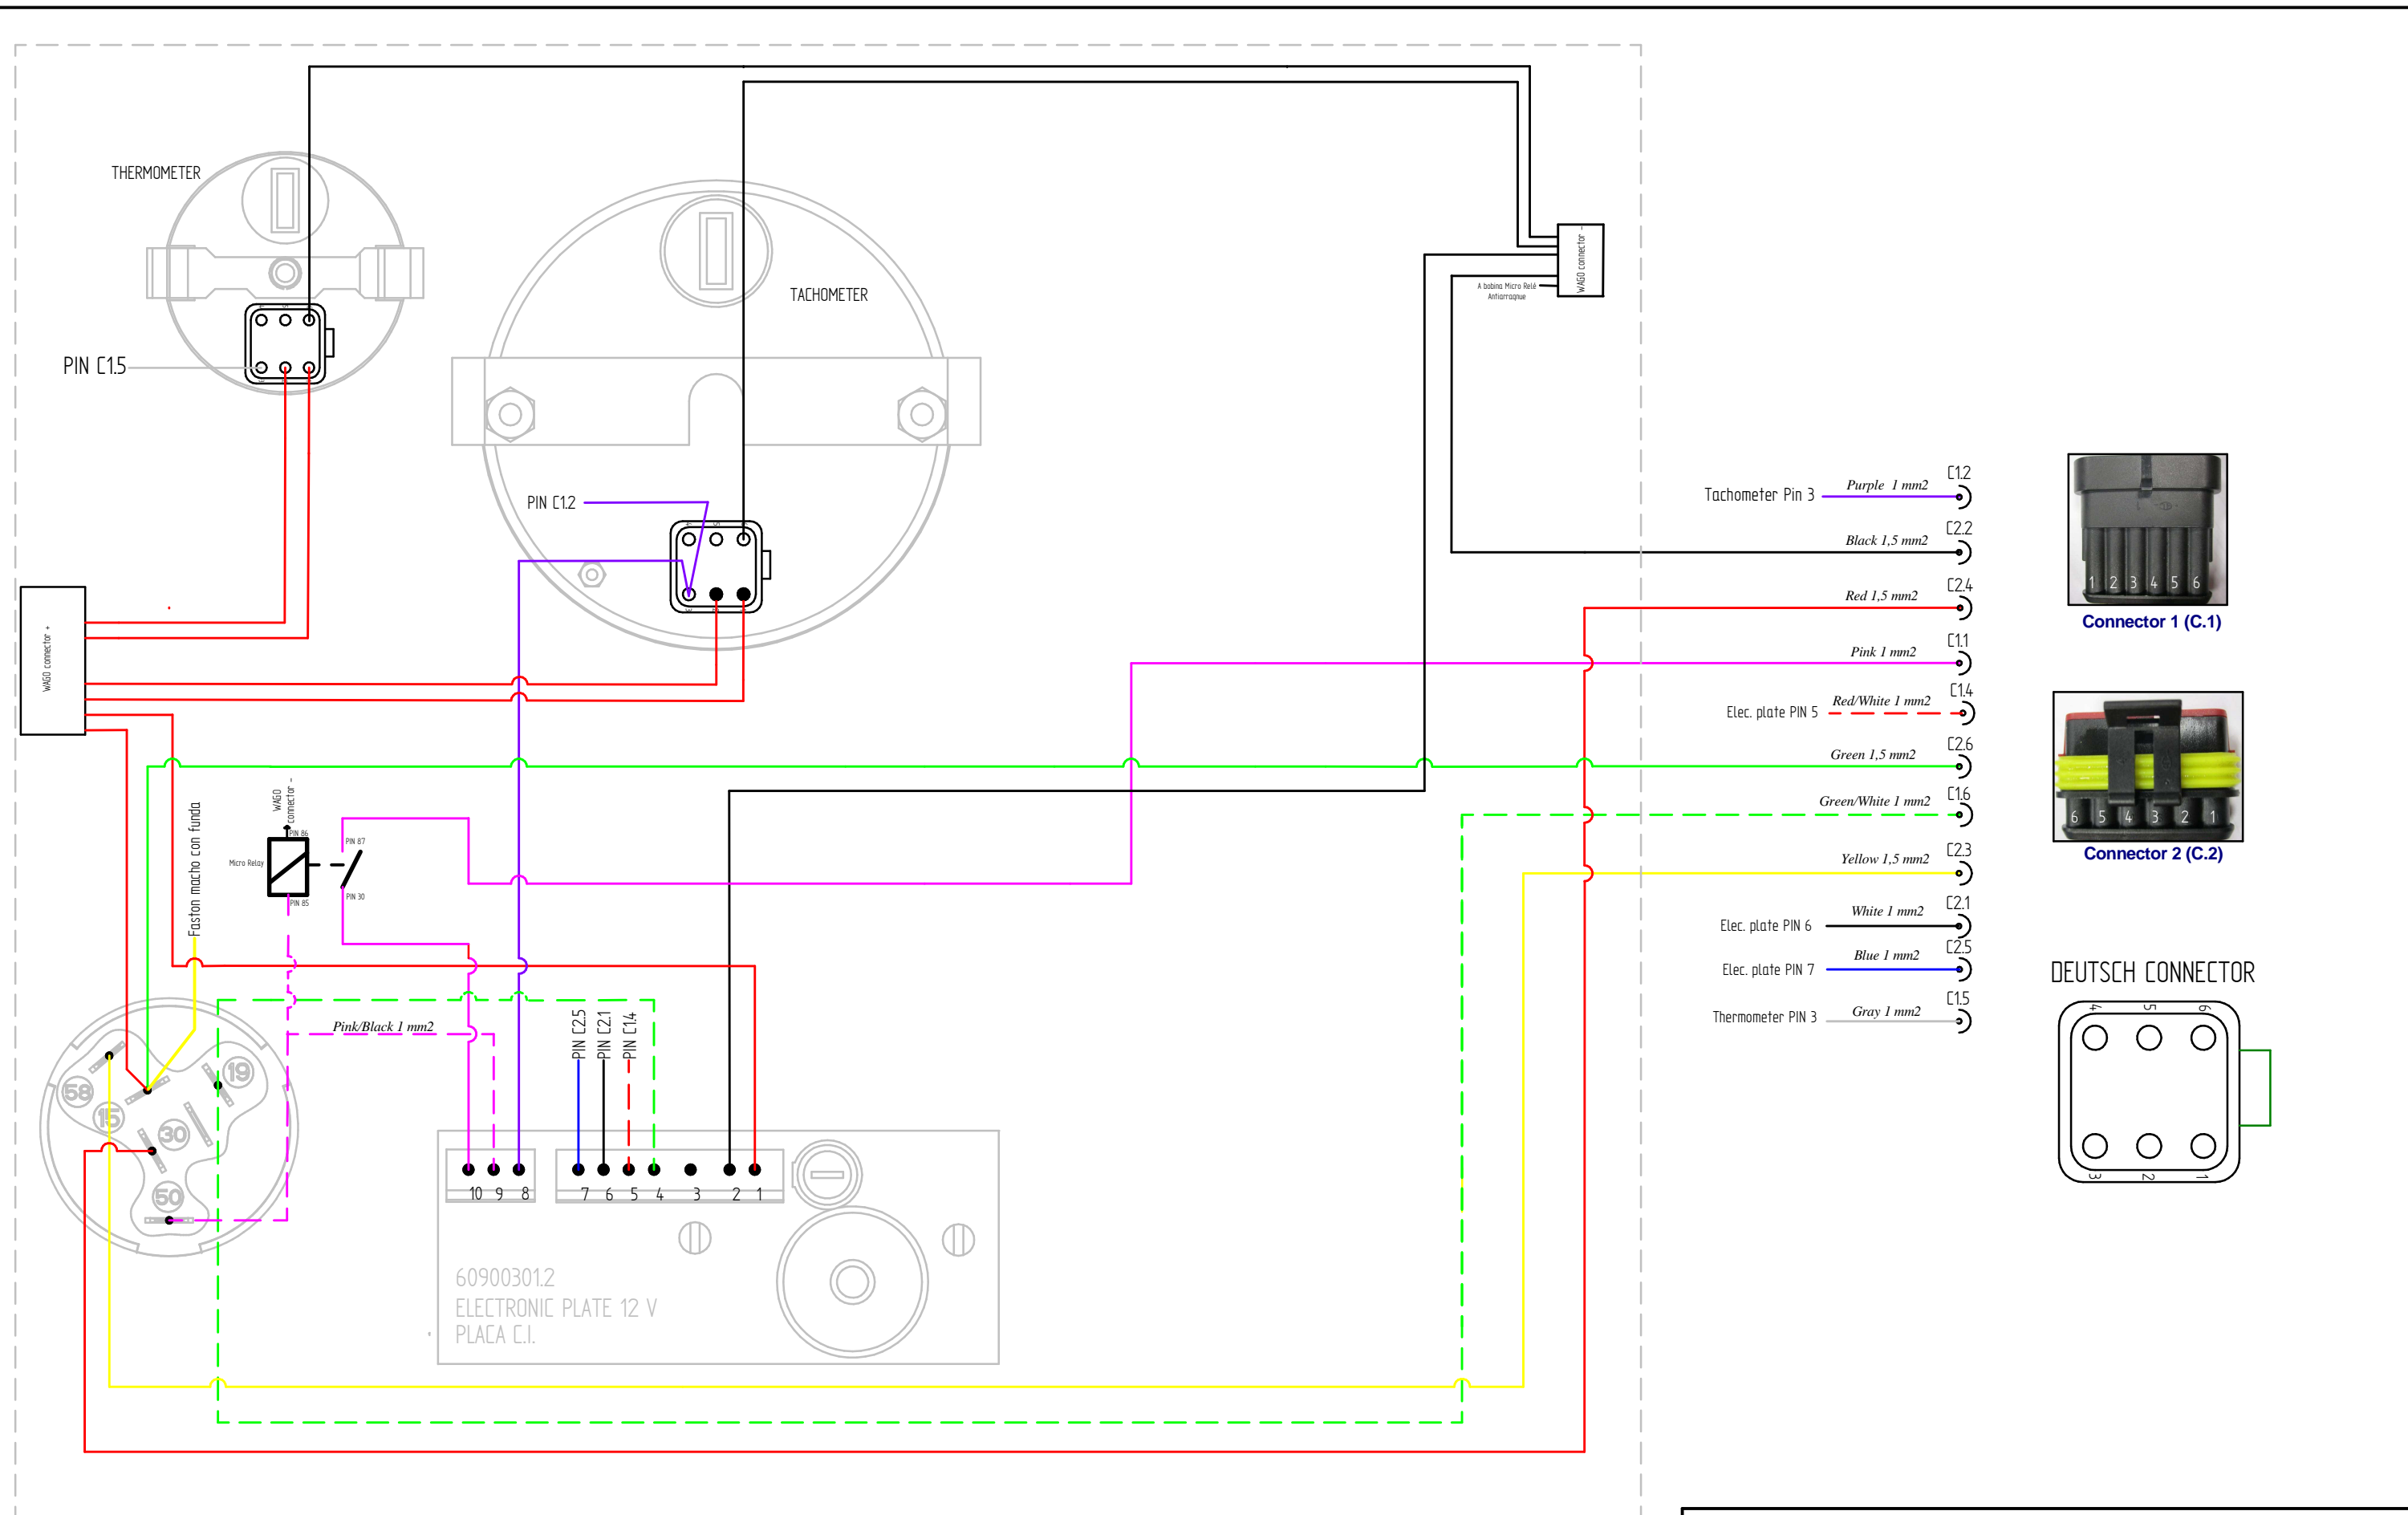 THERMOMETER
PIN C1.5
TACHOMETER
PIN C1.2
WAGO connector -
A bobina Micro Relé
Antiarragnue
WAGO connector +
WAGO
connector -
PIN 86
PIN 87
Micro Relay
PIN 85
PIN 30
Faston macho con funda
Pink/Black 1 mm2
58
15
19
30
50
PIN C2.5
PIN C2.1
PIN C1.4
10 9 8 7 6 5 4 3 2 1
60900301.2
ELECTRONIC PLATE 12 V
PLACA C.I.
Tachometer Pin 3 Purple 1 mm2 C1.2
Black 1,5 mm2 C2.2
Red 1,5 mm2 C2.4
Pink 1 mm2 C1.1
Elec. plate PIN 5 Red/White 1 mm2 C1.4
Green 1,5 mm2 C2.6
Green/White 1 mm2 C1.6
Yellow 1,5 mm2 C2.3
Elec. plate PIN 6 White 1 mm2 C2.1
Elec. plate PIN 7 Blue 1 mm2 C2.5
Thermometer PIN 3 Gray 1 mm2 C1.5
1 2 3 4 5 6
Connector 1 (C.1)
6 5 4 3 2 1
Connector 2 (C.2)
DEUTSCH CONNECTOR
4 5 6
3 2 1